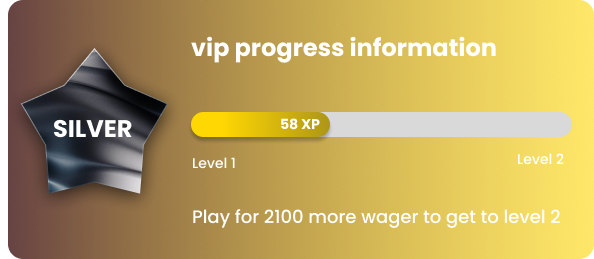 vip progress information
SILVER
58 XP
Level 1
Level 2
Play for 2100 more wager to get to level 2